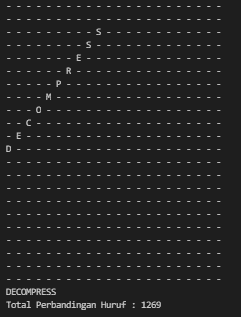 - - - - - - - - - - - - - - - - - - - - - -
- - - - - - - - - - - - - - - - - - - - - -
- - - - - - - - - S - - - - - - - - - - - -
- - - - - - - - S - - - - - - - - - - - - -
- - - - - - - E - - - - - - - - - - - - - -
- - - - - - R - - - - - - - - - - - - - - -
- - - - - P - - - - - - - - - - - - - - - -
- - - - M - - - - - - - - - - - - - - - - -
- - - O - - - - - - - - - - - - - - - - - -
- - C - - - - - - - - - - - - - - - - - - -
- E - - - - - - - - - - - - - - - - - - - -
D - - - - - - - - - - - - - - - - - - - - -
- - - - - - - - - - - - - - - - - - - - - -
- - - - - - - - - - - - - - - - - - - - - -
- - - - - - - - - - - - - - - - - - - - - -
- - - - - - - - - - - - - - - - - - - - - -
- - - - - - - - - - - - - - - - - - - - - -
- - - - - - - - - - - - - - - - - - - - - -
- - - - - - - - - - - - - - - - - - - - - -
- - - - - - - - - - - - - - - - - - - - - -
- - - - - - - - - - - - - - - - - - - - - -
- - - - - - - - - - - - - - - - - - - - - -
DECOMPRESS
Total Perbandingan Huruf : 1269